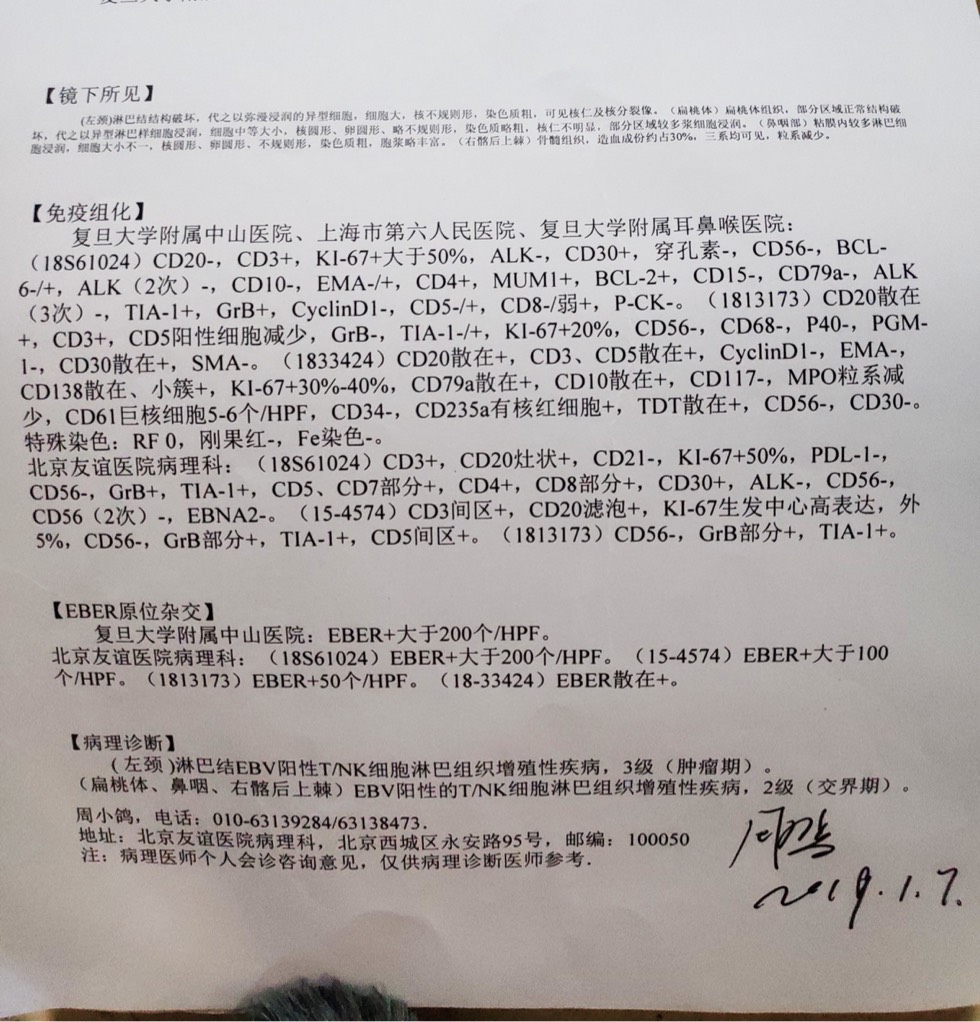 【镜下所见】
(左颈)淋巴结结构破坏，代之以弥漫浸润的异型细胞，细胞大，核不规则形，染色质粗，可见核仁及核分裂像。（扁桃体）扁桃体组织，部分区域正常结构破
坏，代之以异型淋巴样细胞浸润，细胞中等大小，核圆形、卵圆形、略不规则形，染色质略粗，核仁不明显，部分区域较多浆细胞浸润。（鼻咽部）粘膜内较多淋巴细
胞浸润，细胞大小不一，核圆形、卵圆形、不规则形，染色质粗，胞浆略丰富。（右髂后上棘）骨髓组织，造血成份约占30%，三系均可见，粒系减少。
【免疫组化】
复旦大学附属中山医院、上海市第六人民医院、复旦大学附属耳鼻喉医院：
（18S61024）CD20-，CD3+，KI-67+大于50%，ALK-，CD30+，穿孔素-，CD56-，BCL-
6-/+，ALK（2次）-，CD10-，EMA-/+，CD4+，MUM1+，BCL-2+，CD15-，CD79a-，ALK
（3次）-，TIA-1+，GrB+，CyclinD1-，CD5-/+，CD8-/弱+，P-CK-。（1813173）CD20散在
+，CD3+，CD5阳性细胞减少，GrB-，TIA-1-/+，KI-67+20%，CD56-，CD68-，P40-，PGM-
1-，CD30散在+，SMA-。（1833424）CD20散在+，CD3、CD5散在+，CyclinD1-，EMA-，
CD138散在、小簇+，KI-67+30%-40%，CD79a散在+，CD10散在+，CD117-，MPO粒系减
少，CD61巨核细胞5-6个/HPF，CD34-，CD235a有核红细胞+，TDT散在+，CD56-，CD30-。
特殊染色：RF 0，刚果红-，Fe染色-。
北京友谊医院病理科：（18S61024）CD3+，CD20灶状+，CD21-，KI-67+50%，PDL-1-，
CD56-，GrB+，TIA-1+，CD5、CD7部分+，CD4+，CD8部分+，CD30+，ALK-，CD56-，
CD56（2次）-，EBNA2-。（15-4574）CD3间区+，CD20滤泡+，KI-67生发中心高表达，外
5%，CD56-，GrB部分+，TIA-1+，CD5间区+。（1813173）CD56-，GrB部分+，TIA-1+。
【EBER原位杂交】
复旦大学附属中山医院：EBER+大于200个/HPF。
北京友谊医院病理科：（18S61024）EBER+大于200个/HPF。（15-4574）EBER+大于100
个/HPF。（1813173）EBER+50个/HPF。（18-33424）EBER散在+。
【病理诊断】
（左颈）淋巴结EBV阳性T/NK细胞淋巴组织增殖性疾病，3级（肿瘤期）。
（扁桃体、鼻咽、右髂后上棘）EBV阳性的T/NK细胞淋巴组织增殖性疾病，2级（交界期）。
周小鸽，电话：010-63139284/63138473.
地址：北京友谊医院病理科，北京西城区永安路95号，邮编：100050
注：病理医师个人会诊咨询意见，仅供病理诊断医师参考.
2019.1.7.